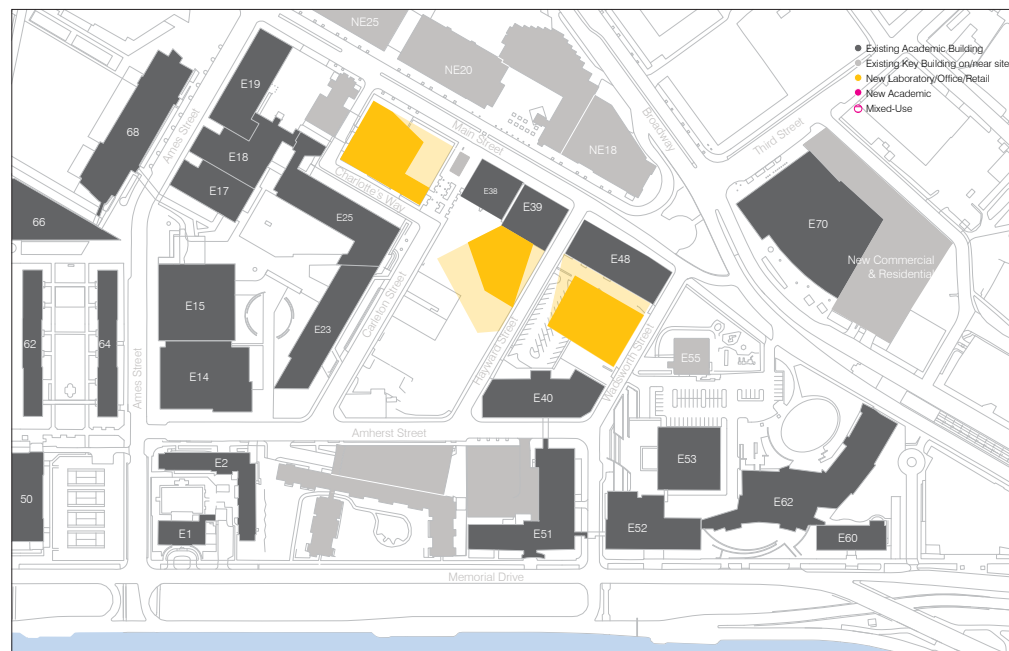 NE25
NE20
Existing Academic Building
Existing Key Building on/near site
New Laboratory/Office/Retail
New Academic
Mixed-Use
E19
68
Ames Street
Main Street
Broadway
Third Street
NE18
E18
E17
Charlotte's Way
E38
E39
E25
66
E70
E48
New Commercial
& Residential
E15
Carleton Street
E23
62
64
Hayward Street
Wadsworth Street
E55
E14
Ames Street
E40
Amherst Street
E2
E53
50
E62
E1
E51
E52
E60
Memorial Drive